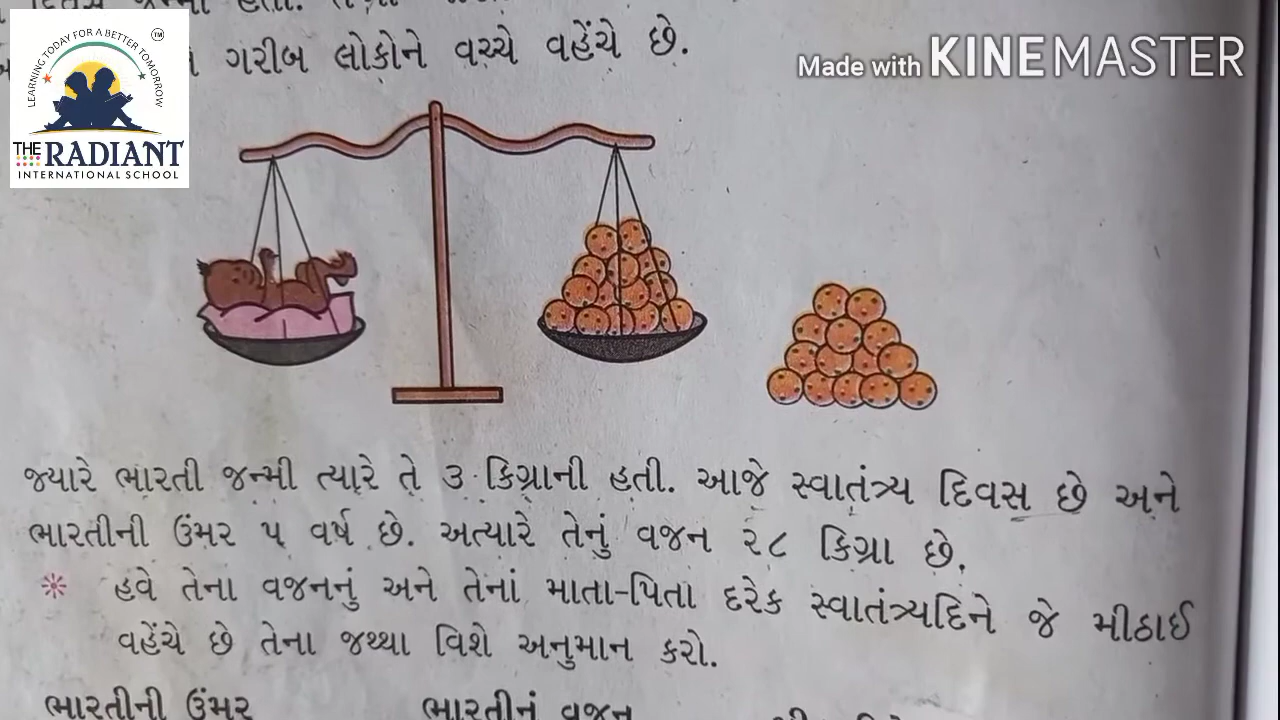 ગરીબ લોકોને વચ્ચે વહેંચે છે.
Made with KINEMASTER
LEARNING TODAY FOR A BETTER TOMORROW
TM
THE RADIANT
INTERNATIONAL SCHOOL
જ્યારે ભારતી જન્મી ત્યારે તે ૩ કિગ્રાની હતી. આજે સ્વાતંત્ર્ય દિવસ છે અને
ભારતીની ઉંમર ૫ વર્ષ છે. અત્યારે તેનું વજન ૨૮ કિગ્રા છે.
હવે તેના વજનનું અને તેનાં માતા-પિતા દરેક સ્વાતંત્ર્યદિને જે મીઠાઈ
વહેંચે છે તેના જથ્થા વિશે અનુમાન કરો.
ભારતીની ઉંમર ભારતીનું વજન